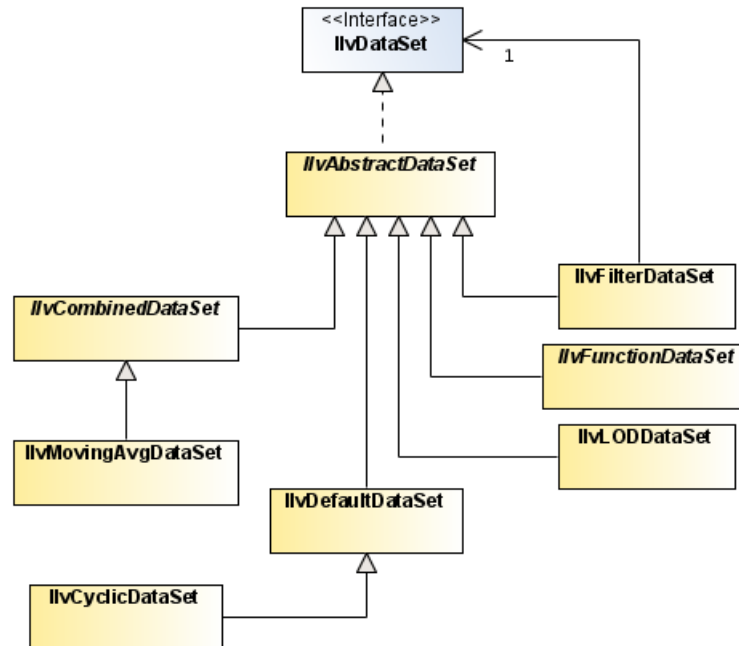 <<Interface>>
IlvDataSet
1
IlvAbstractDataSet
IlvFilterDataSet
IlvCombinedDataSet
IlvFunctionDataSet
IlvMovingAvgDataSet
IlvLODDataSet
IlvDefaultDataSet
IlvCyclicDataSet